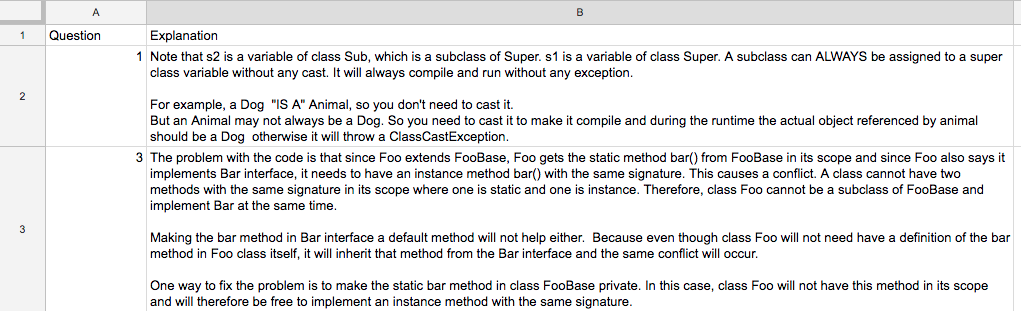 A B
1 Question Explanation
1 Note that s2 is a variable of class Sub, which is a subclass of Super. s1 is a variable of class Super. A subclass can ALWAYS be assigned to a super
class variable without any cast. It will always compile and run without any exception.
For example, a Dog "IS A" Animal, so you don't need to cast it.
2
But an Animal may not always be a Dog. So you need to cast it to make it compile and during the runtime the actual object referenced by animal
should be a Dog otherwise it will throw a ClassCastException.
3 The problem with the code is that since Foo extends FooBase, Foo gets the static method bar() from FooBase in its scope and since Foo also says it
implements Bar interface, it needs to have an instance method bar() with the same signature. This causes a conflict. A class cannot have two
methods with the same signature in its scope where one is static and one is instance. Therefore, class Foo cannot be a subclass of FooBase and
implement Bar at the same time.
3
Making the bar method in Bar interface a default method will not help either. Because even though class Foo will not need have a definition of the bar
method in Foo class itself, it will inherit that method from the Bar interface and the same conflict will occur.
One way to fix the problem is to make the static bar method in class FooBase private. In this case, class Foo will not have this method in its scope
and will therefore be free to implement an instance method with the same signature.